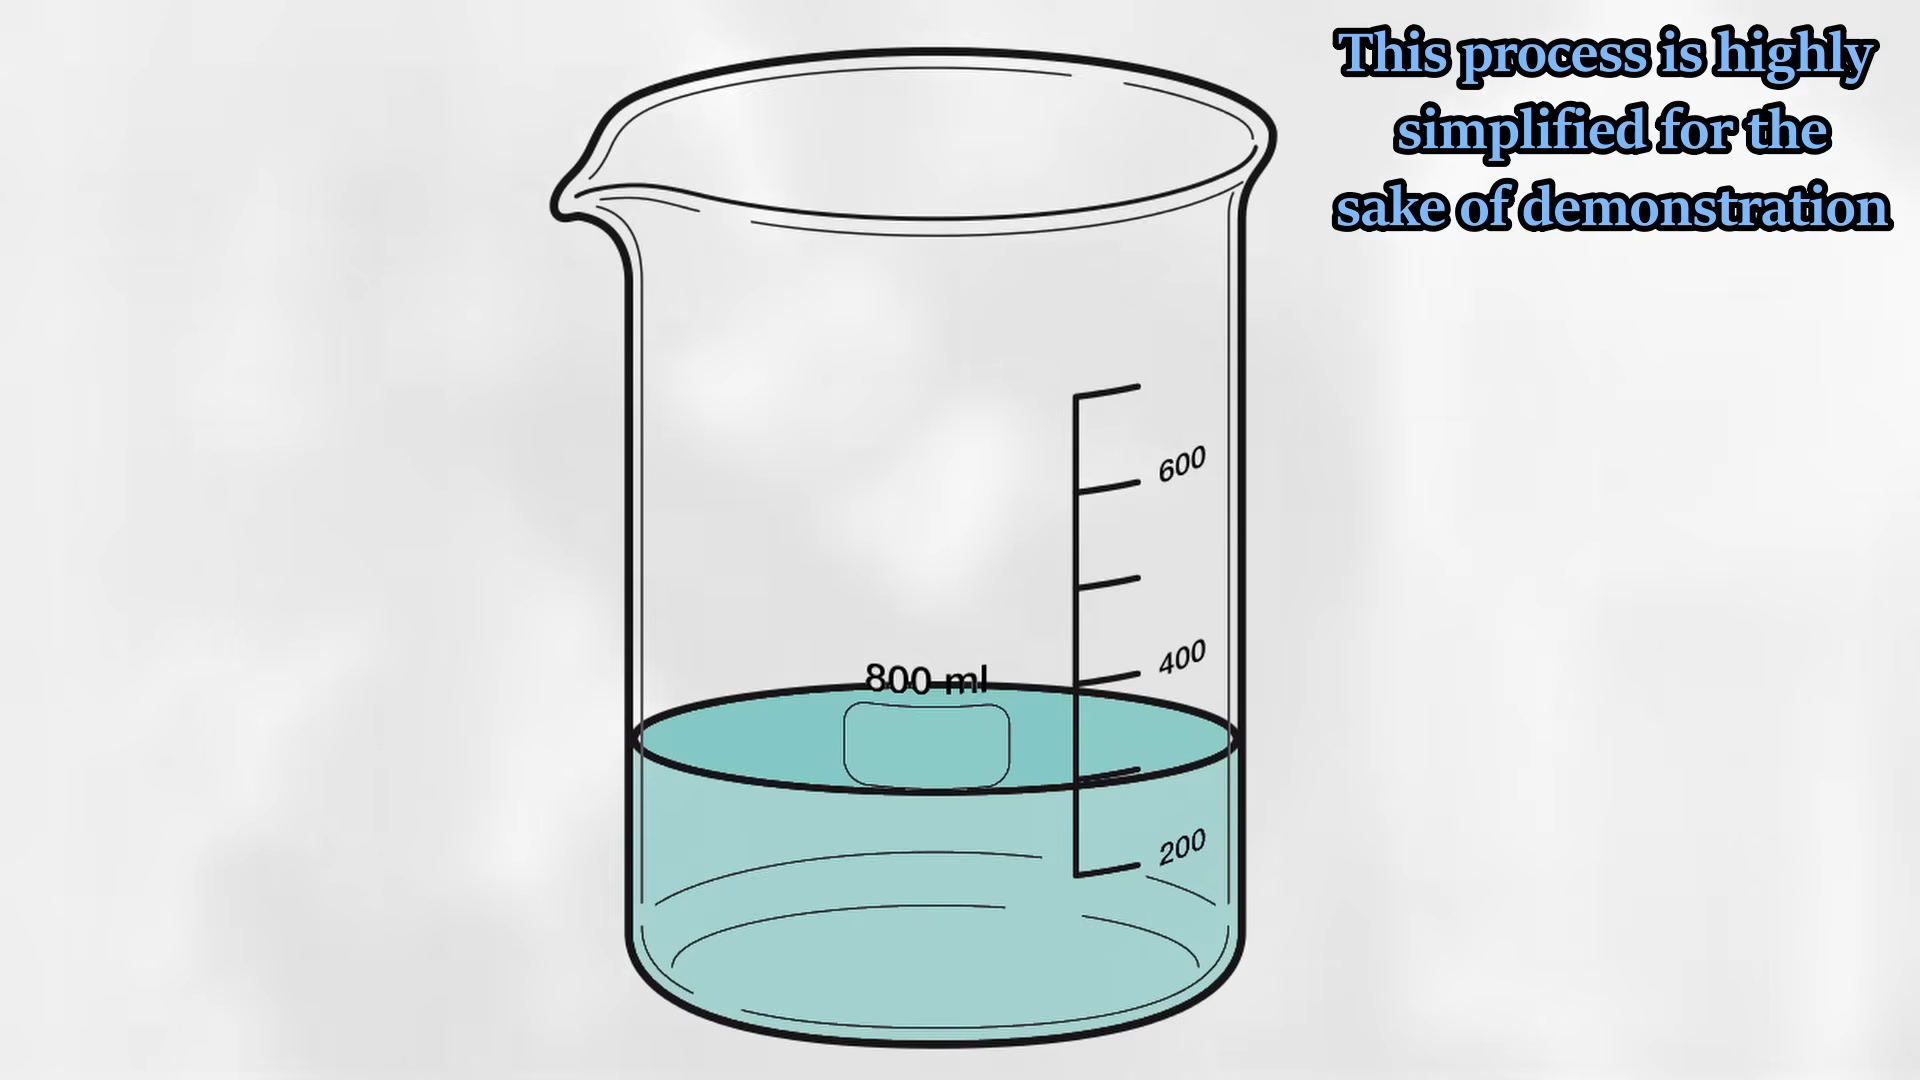 This process is highly
simplified for the
sake of demonstration
600
400
800 ml
200